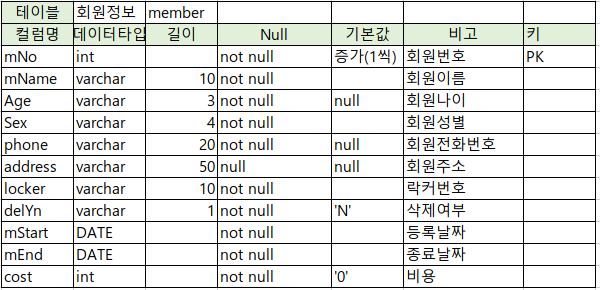 테이블 회원정보 member
컬럼명 데이터타입 길이 Null 기본값 비고 키
mNo int not null 증가(1씩) 회원번호 PK
mName varchar 10 not null 회원이름
Age varchar 3 not null null 회원나이
Sex varchar 4 not null 회원성별
phone varchar 20 not null null 회원전화번호
address varchar 50 null null 회원주소
locker varchar 10 not null 락커번호
delYn varchar 1 not null 'N' 삭제여부
mStart DATE not null 등록날짜
mEnd DATE not null 종료날짜
cost int not null '0' 비용